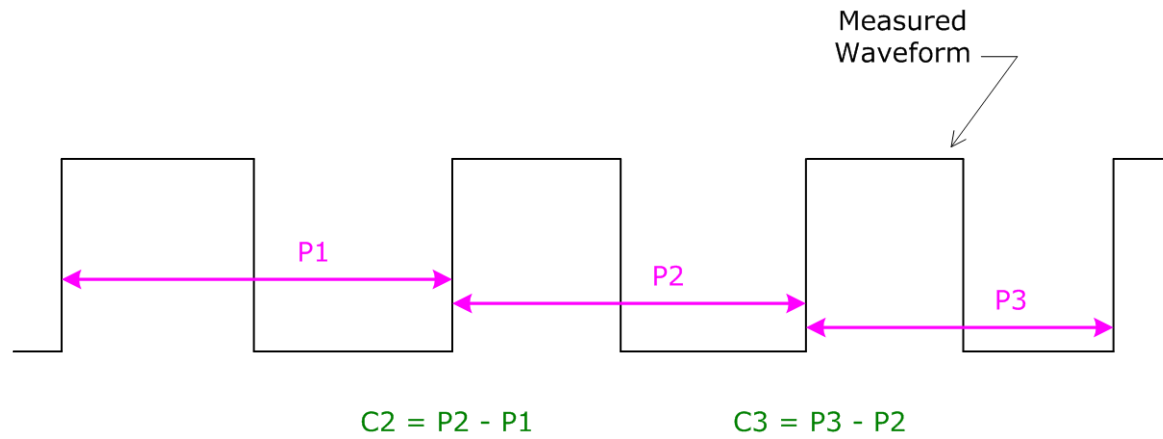 Measured
Waveform
P1
P2
P3
C2 = P2 - P1
C3 = P3 - P2